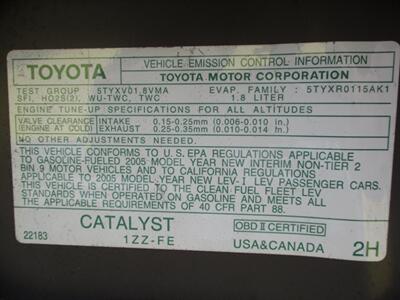 TOYOTA
VEHICLE EMISSION CONTROL INFORMATION
TOYOTA MOTOR CORPORATION
TEST GROUP : 5TYXV01.8VMA EVAP. FAMILY : 5TYXR0115AK1
SFI, HO2S(2), WU-TWC, TWC 1.8 LITER
ENGINE TUNE-UP SPECIFICATIONS FOR ALL ALTITUDES
VALVE CLEARANCE INTAKE 0.15-0.25mm (0.006-0.010 in.)
(ENGINE AT COLD) EXHAUST 0.25-0.35mm (0.010-0.014 in.)
NO OTHER ADJUSTMENTS NEEDED.
THIS VEHICLE CONFORMS TO U.S. EPA REGULATIONS APPLICABLE
TO GASOLINE-FUELED 2005 MODEL YEAR NEW INTERIM NON-TIER 2
BIN 9 MOTOR VEHICLES AND TO CALIFORNIA REGULATIONS
APPLICABLE TO 2005 MODEL YEAR NEW LEV-I LEV PASSENGER CARS.
THIS VEHICLE CONFORMS TO THE CLEAN FUEL FLEET LEV
STANDARDS WHEN OPERATED ON GASOLINE AND MEETS ALL
THE APPLICABLE REQUIREMENTS OF 40 CFR PART 88.
CATALYST
OBD II CERTIFIED
22183 1ZZ-FE USA&CANADA 2H